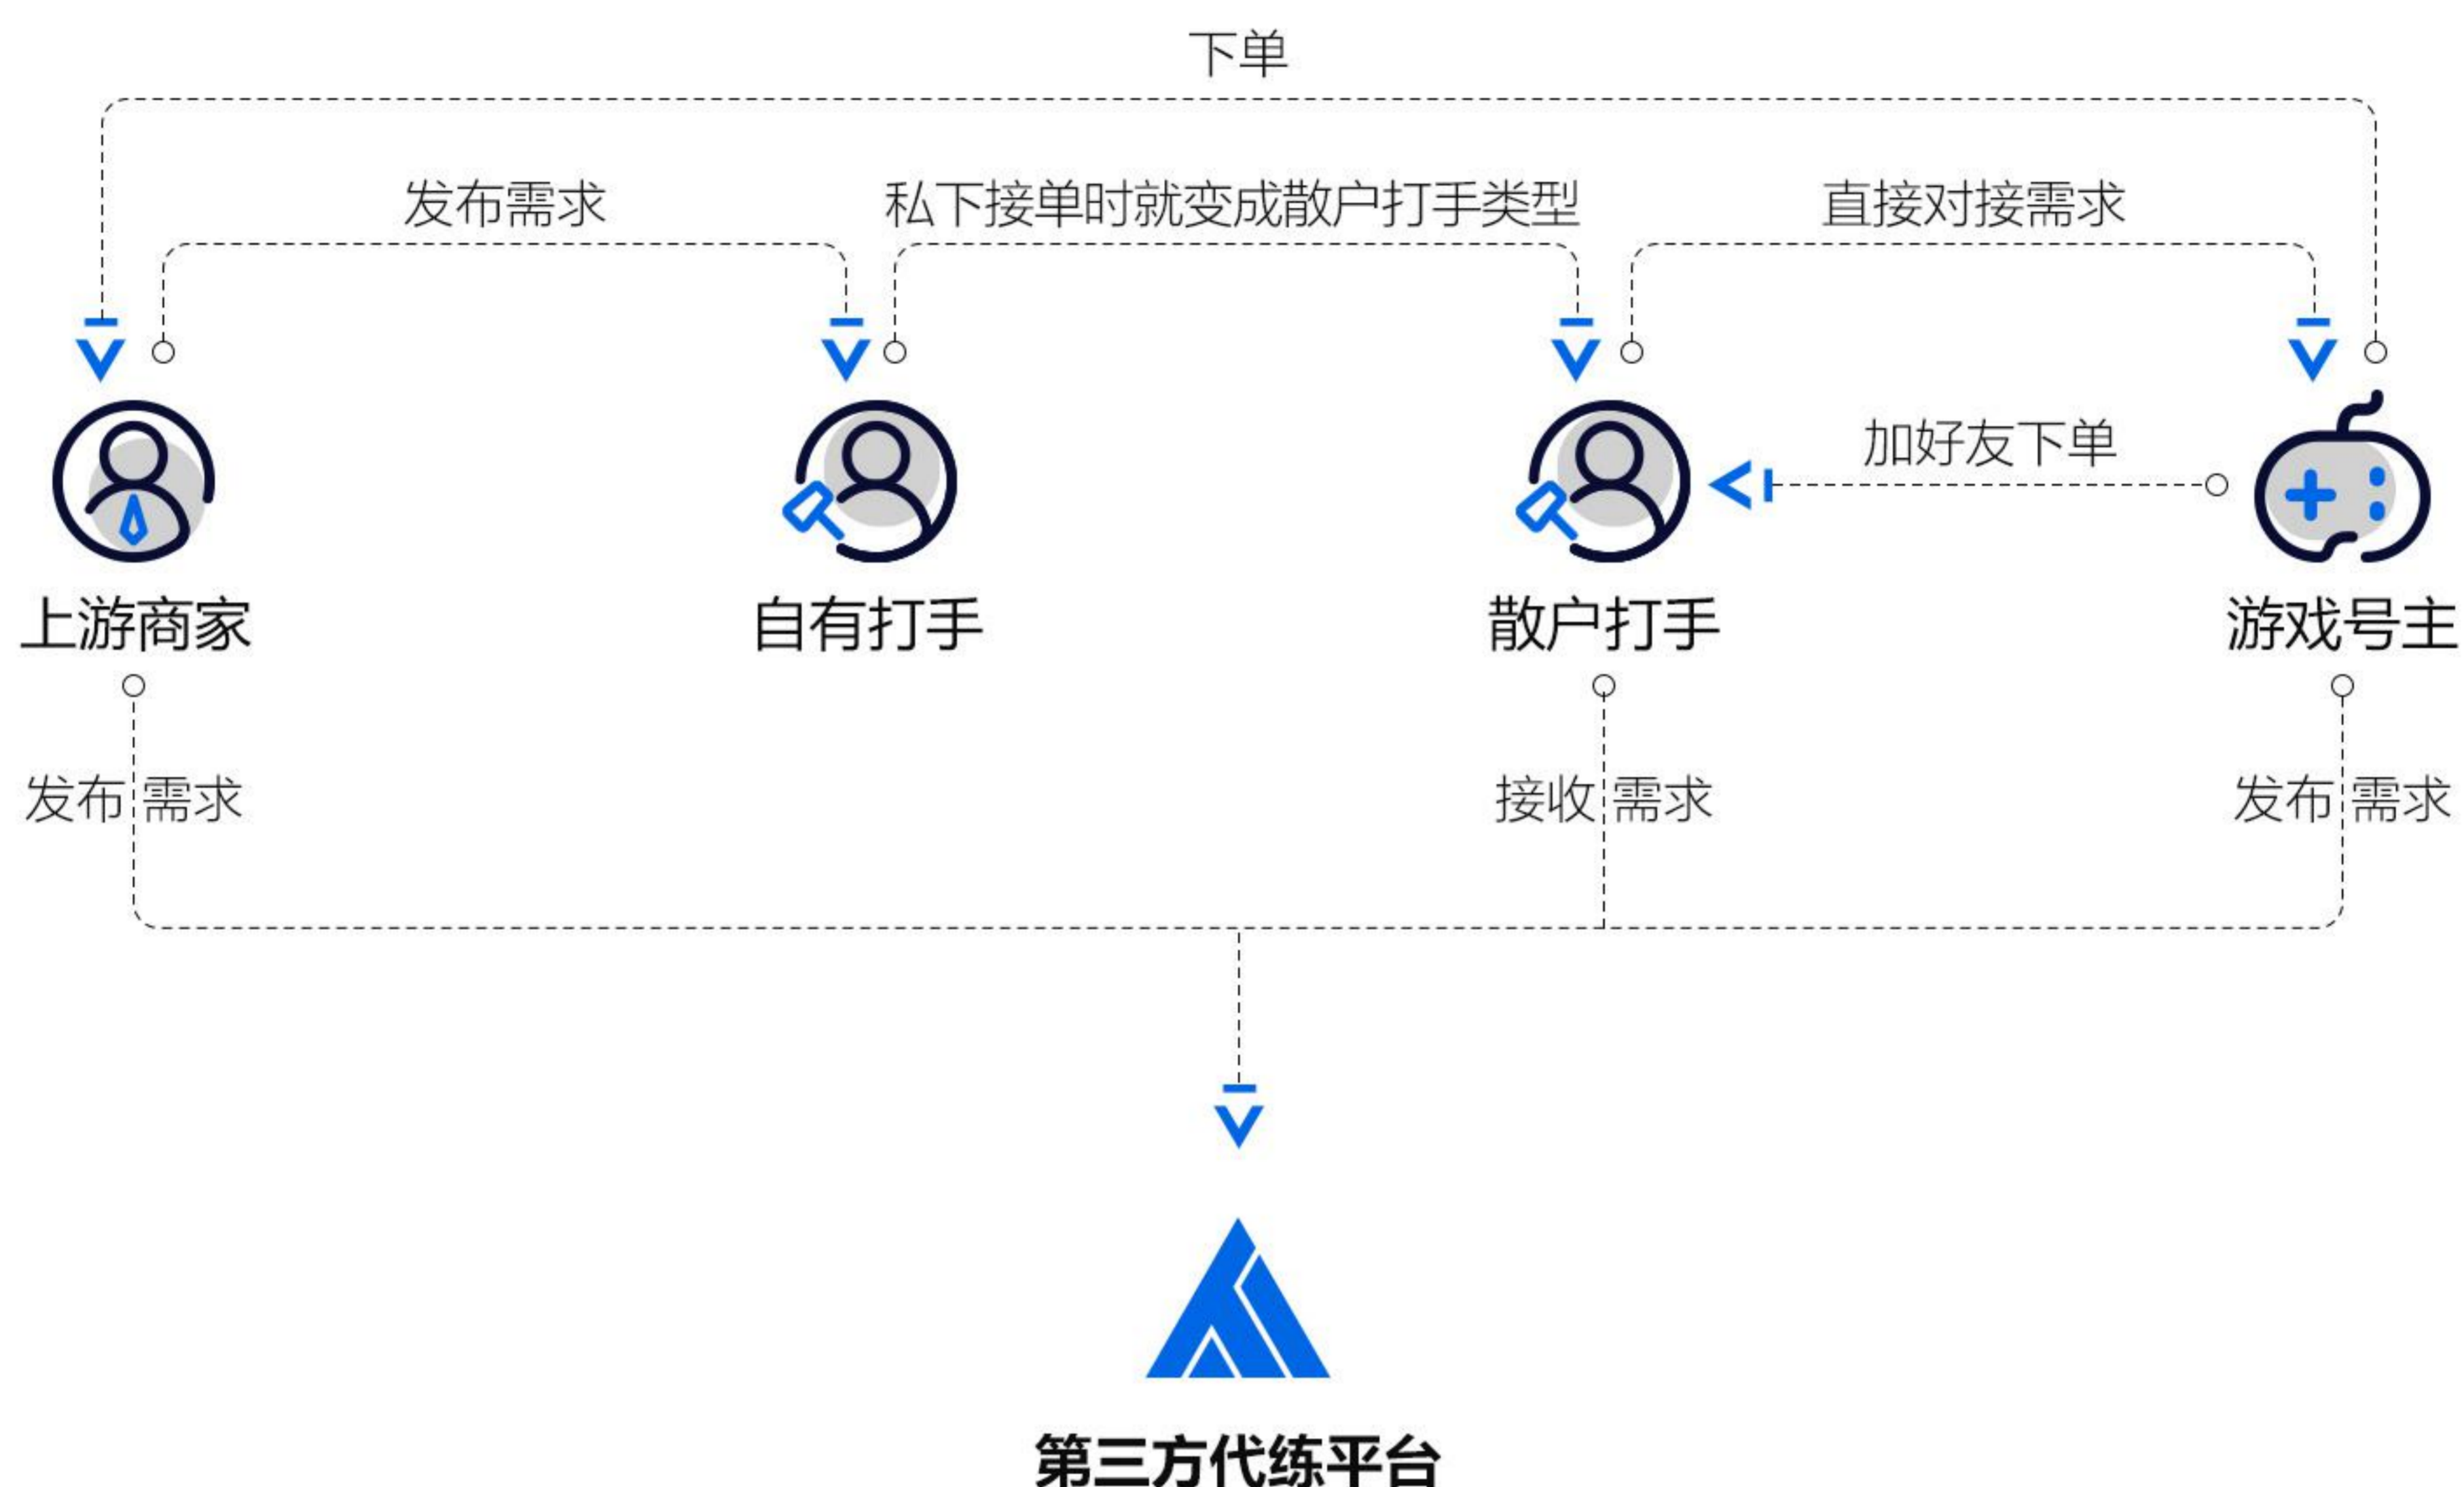 下单
发布需求
私下接单时就变成散户打手类型
直接对接需求
加好友下单
上游商家
自有打手
散户打手
游戏号主
发布需求
接收需求
发布需求
第三方代练平台